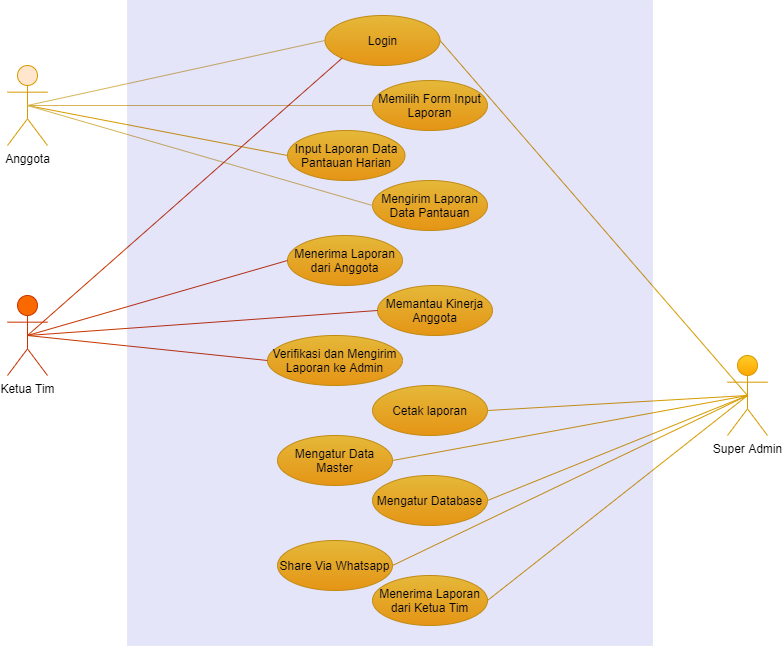 Login
Memilih Form Input
Laporan
Anggota
Input Laporan Data
Pantauan Harian
Mengirim Laporan
Data Pantauan
Menerima Laporan
dari Anggota
Memantau Kinerja
Anggota
Ketua Tim
Verifikasi dan Mengirim
Laporan ke Admin
Cetak laporan
Super Admin
Mengatur Data
Master
Mengatur Database
Share Via Whatsapp
Menerima Laporan
dari Ketua Tim